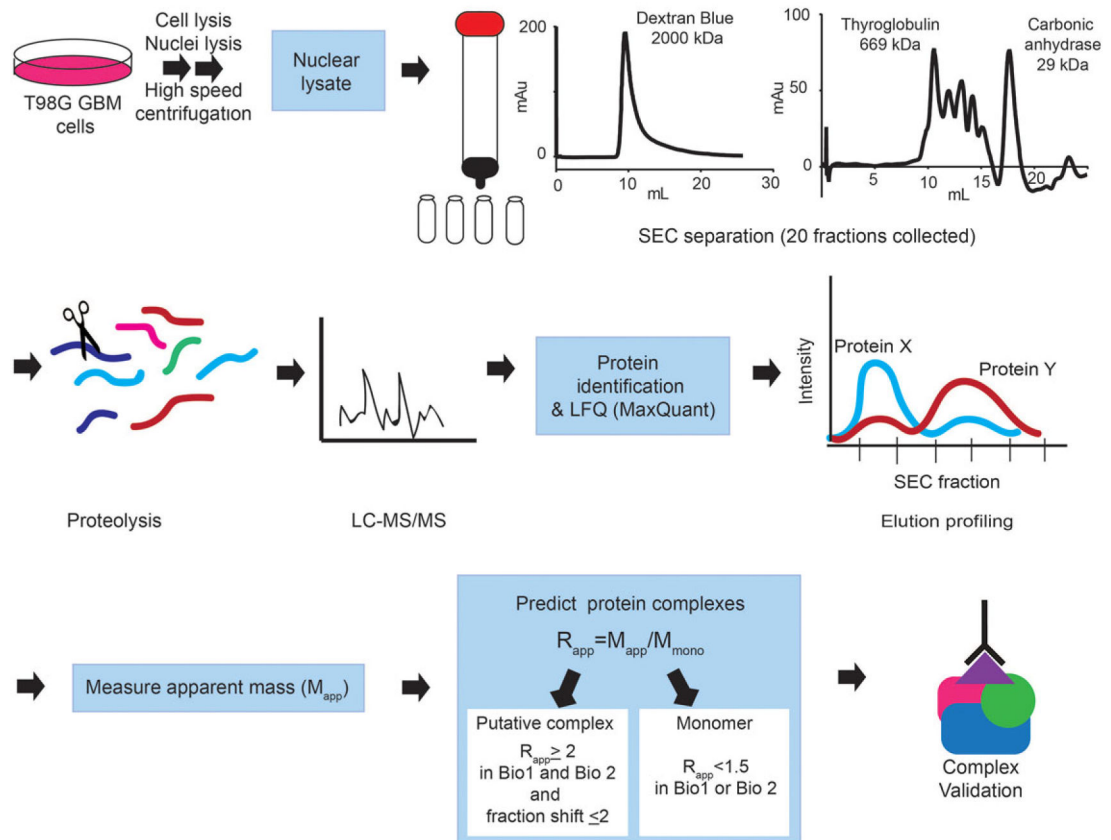 Cell lysis
Nuclei lysis
High speed
centrifugation
T98G GBM
cells
Nuclear
lysate
200
100
0
mAu
Dextran Blue
2000 kDa
0
10
20
30
mL
100
50
0
mAu
Thyroglobulin
669 kDa
Carbonic
anhydrase
29 kDa
5
10
15
20
mL
SEC separation (20 fractions collected)
Proteolysis
LC-MS/MS
Protein
identification
& LFQ (MaxQuant)
Intensity
Protein X
Protein Y
SEC fraction
Elution profiling
Measure apparent mass (Mapp)
Predict protein complexes
Rapp=Mapp/Mmono
Putative complex
Rapp≥ 2
in Bio1 and Bio 2
and
fraction shift ≤2
Monomer
Rapp<1.5
in Bio1 or Bio 2
Complex
Validation